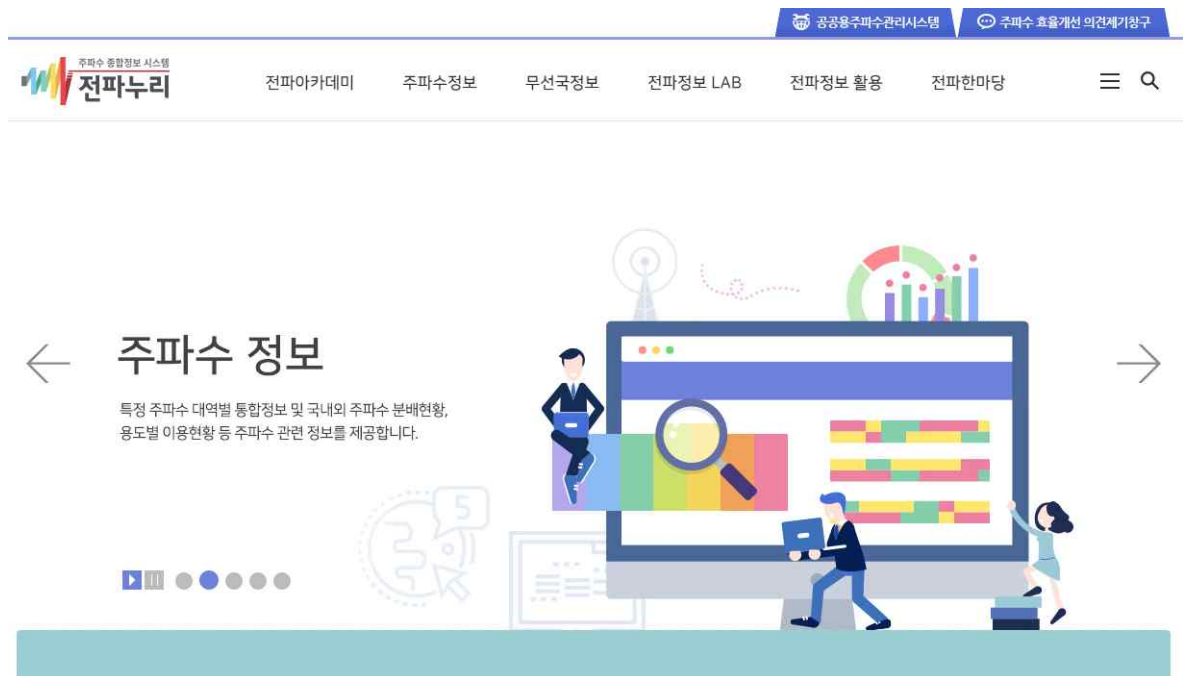 공공용주파수관리시스템
주파수 효율개선 의견제기창구
주파수 종합정보 시스템
전파누리
전파아카데미
주파수정보
무선국정보
전파정보 LAB
전파정보 활용
전파한마당
주파수 정보
특정 주파수 대역별 통합정보 및 국내외 주파수 분배현황,
용도별 이용현황 등 주파수 관련 정보를 제공합니다.
5